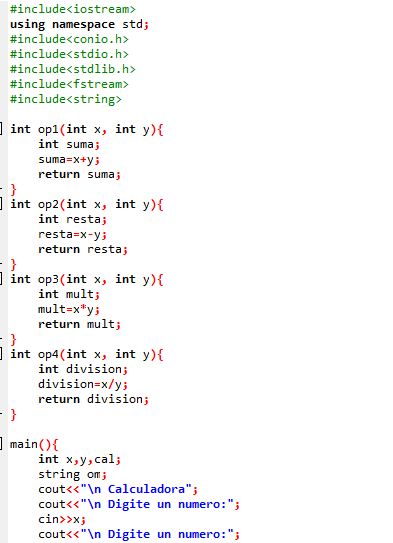 #include<iostream>
using namespace std;
#include<conio.h>
#include<stdio.h>
#include<stdlib.h>
#include<fstream>
#include<string>
int op1(int x, int y){
int suma;
suma=x+y;
return suma;
}
int op2(int x, int y){
int resta;
resta=x-y;
return resta;
}
int op3(int x, int y){
int mult;
mult=x*y;
return mult;
}
int op4(int x, int y){
int division;
division=x/y;
return division;
}
main(){
int x,y,cal;
string om;
cout<<"\n Calculadora";
cout<<"\n Digite un numero:";
cin>>x;
cout<<"\n Digite un numero:";